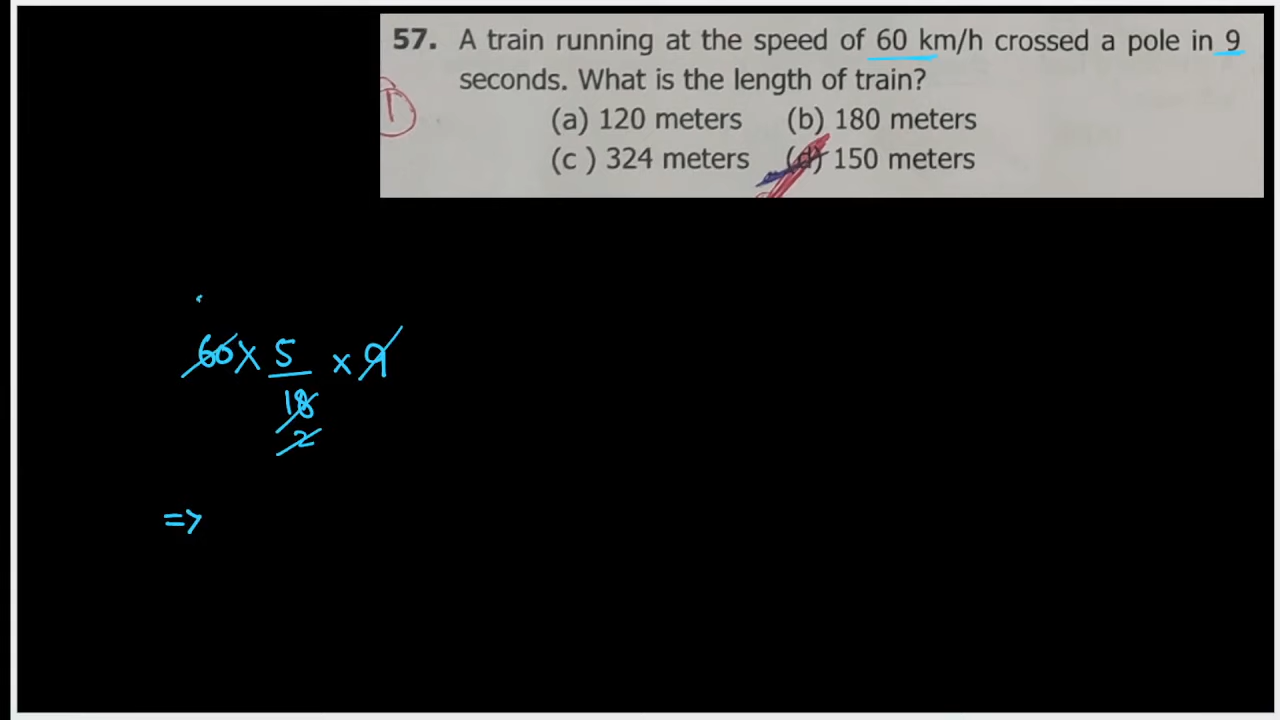 57. A train running at the speed of 60 km/h crossed a pole in 9
seconds. What is the length of train?
(a) 120 meters (b) 180 meters
(c ) 324 meters (d) 150 meters
60 × 5 × 9
18
2
=>